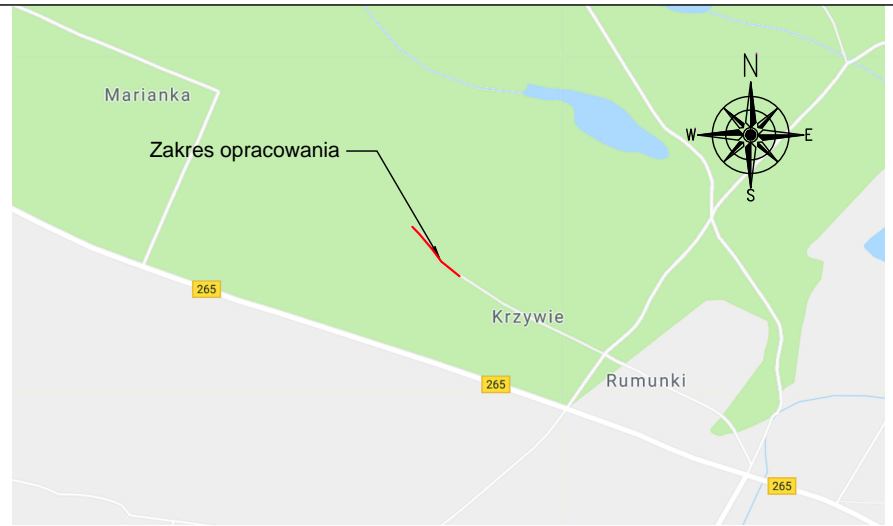 Marianka
N
W
E
S
Zakres opracowania
265
Krzywie
265
Rumunki
265